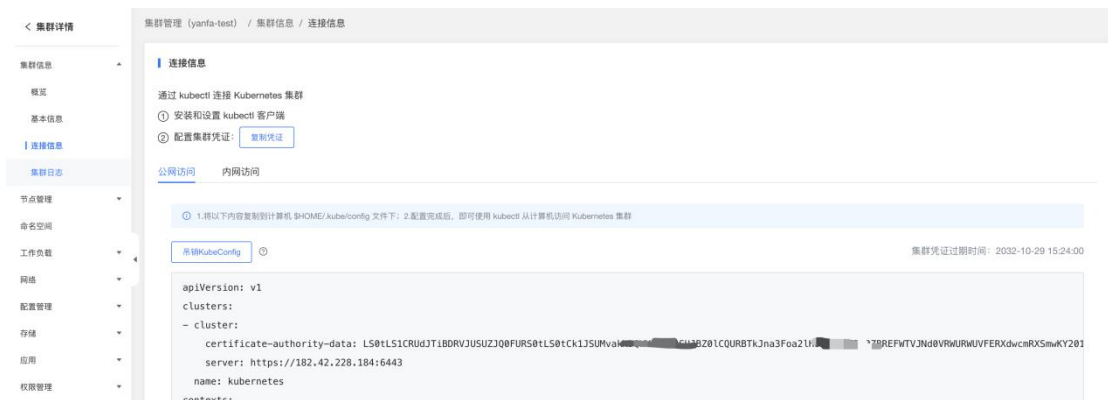 < 集群详情
集群管理（yanfa-test） / 集群信息 / 连接信息
集群信息
概览
基本信息
连接信息
集群日志
节点管理
命名空间
工作负载
网络
配置管理
存储
应用
权限管理
连接信息
通过 kubectl 连接 Kubernetes 集群
① 安装和设置 kubectl 客户端
② 配置集群凭证： 复制凭证
公网访问 内网访问
1.将以下内容复制到计算机 $HOME/.kube/config 文件下；2.配置完成后，即可使用 kubectl 从计算机访问 Kubernetes 集群
吊销KubeConfig
集群凭证过期时间：2032-10-29 15:24:00
apiVersion: v1
clusters:
- cluster:
certificate-authority-data:
server: https://182.42.228.184:6443
name: kubernetes
contexts: